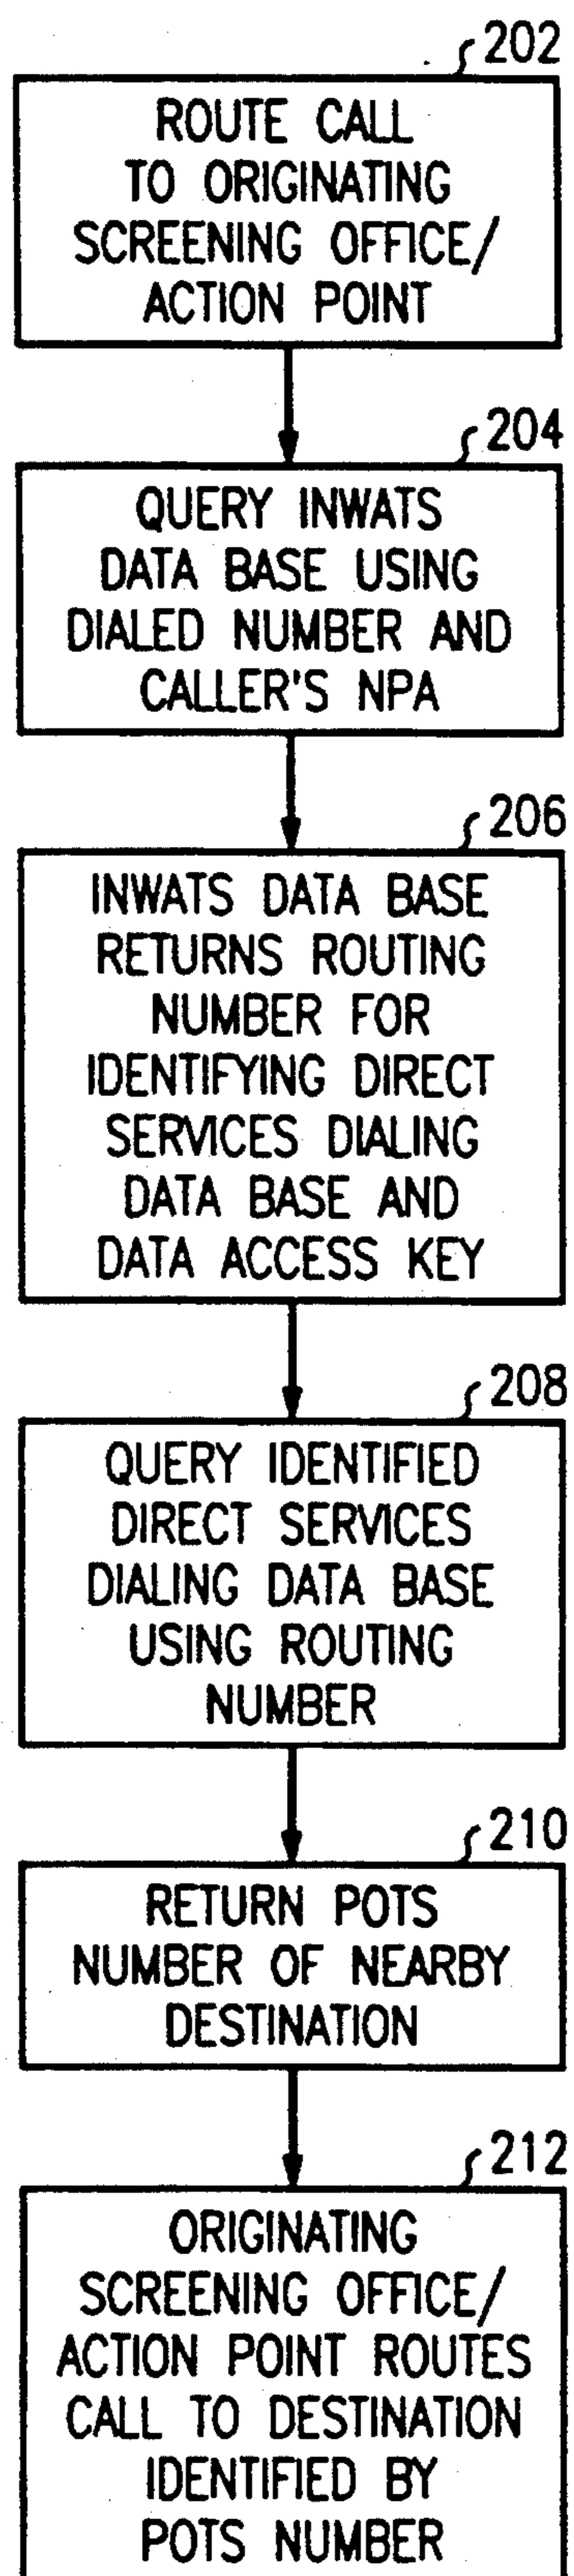 202
ROUTE CALL
TO ORIGINATING
SCREENING OFFICE/
ACTION POINT
204
QUERY INWATS
DATA BASE USING
DIALED NUMBER AND
CALLER'S NPA
206
INWATS DATA BASE
RETURNS ROUTING
NUMBER FOR
IDENTIFYING DIRECT
SERVICES DIALING
DATA BASE AND
DATA ACCESS KEY
208
QUERY IDENTIFIED
DIRECT SERVICES
DIALING DATA BASE
USING ROUTING
NUMBER
210
RETURN POTS
NUMBER OF NEARBY
DESTINATION
212
ORIGINATING
SCREENING OFFICE/
ACTION POINT ROUTES
CALL TO DESTINATION
IDENTIFIED BY
POTS NUMBER